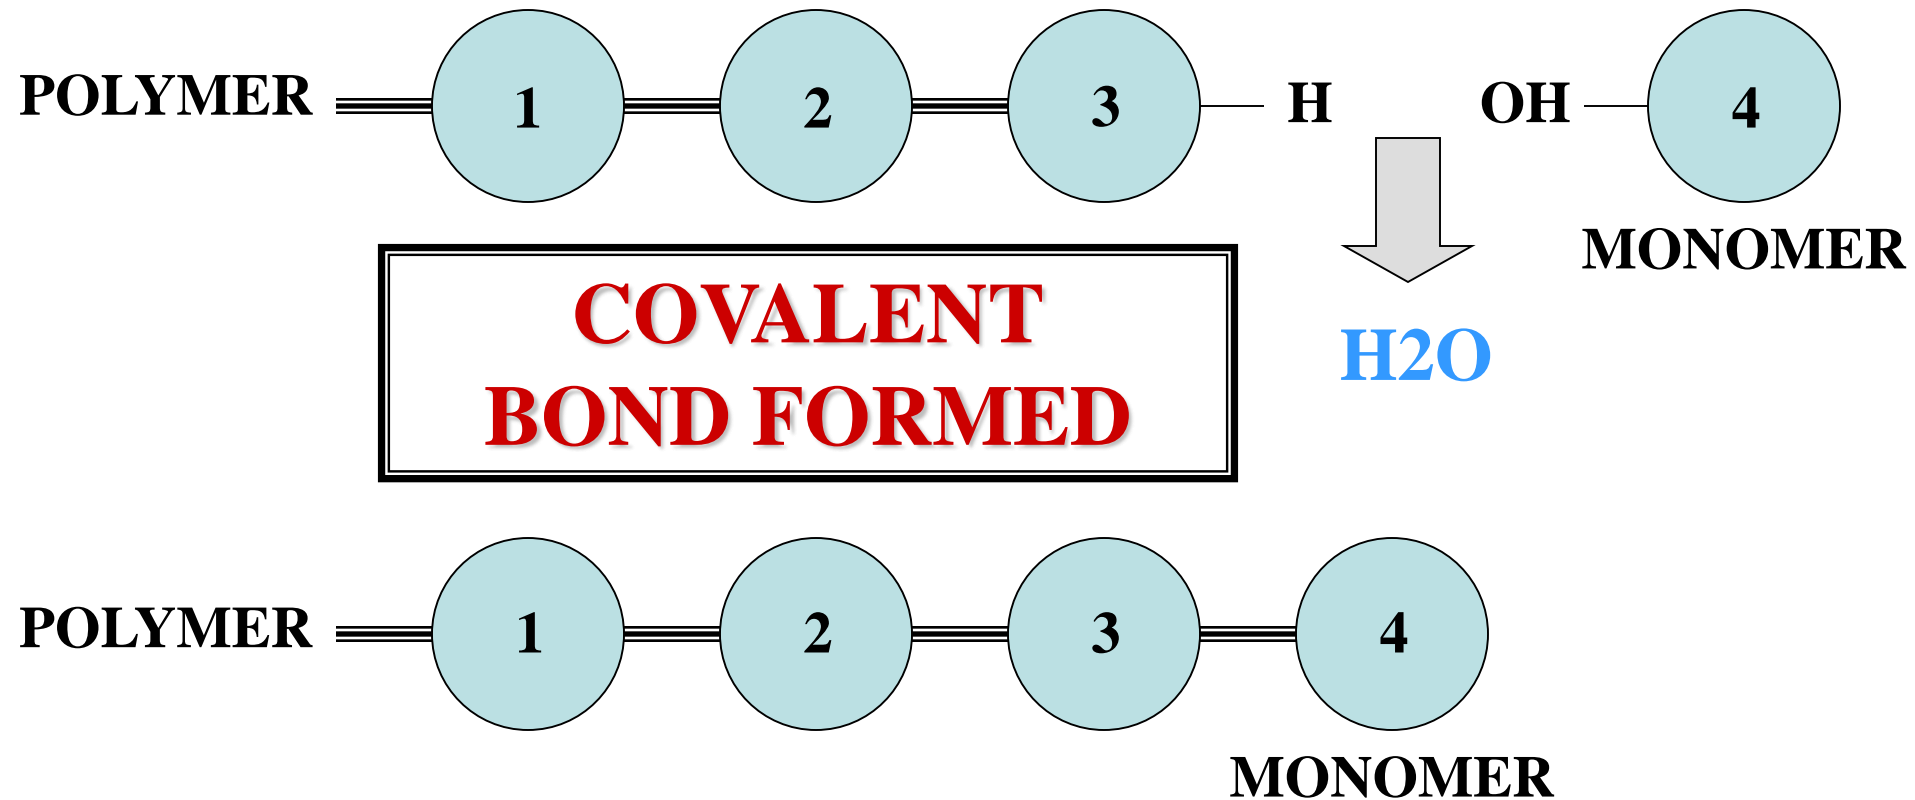 POLYMER 1 2 3 H OH 4
MONOMER
COVALENT
BOND FORMED
H2O
POLYMER 1 2 3 4
MONOMER